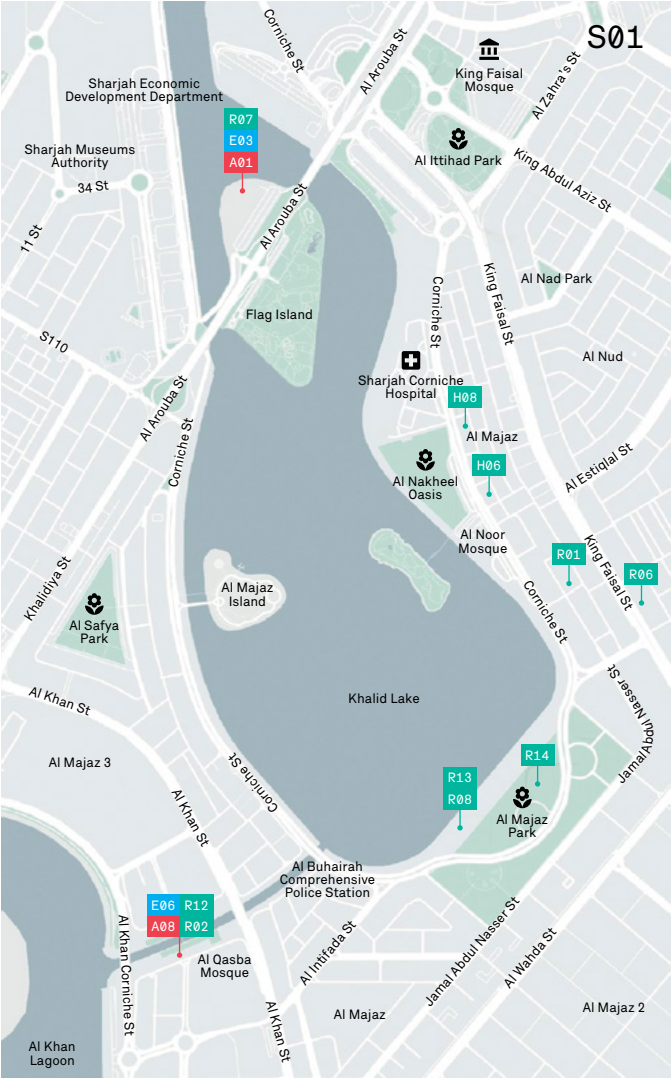 S01
Corniche St
Al Arouba St
King Faisal
Mosque
Al Zahra's St
Sharjah Economic
Development Department
R07
E03
A01
Al Ittihad Park
King Abdul Aziz St
Sharjah Museums
Authority
34 St
11 St
Al Arouba St
Flag Island
Corniche St
King Faisal St
Al Nad Park
Al Nud
S110
Sharjah Corniche
Hospital
H08
Al Majaz
Al Arouba St
Corniche St
H06
Al Nakheel
Oasis
Al Estiqlal St
Al Noor
Mosque
R01
King Faisal St
R06
Khalidiya St
Al Majaz
Island
Corniche St
Al Safya
Park
Al Khan St
Khalid Lake
Jamal Abdul Nasser St
Al Majaz 3
Corniche St
R14
R13
R08
Al Khan St
Al Majaz
Park
Al Buhairah
Comprehensive
Police Station
E06 R12
A08 R02
Al Khan Corniche St
Al Qasba
Mosque
Al Intifada St
Jamal Abdul Nasser St
Al Wahda St
Al Khan St
Al Majaz
Al Majaz 2
Al Khan
Lagoon